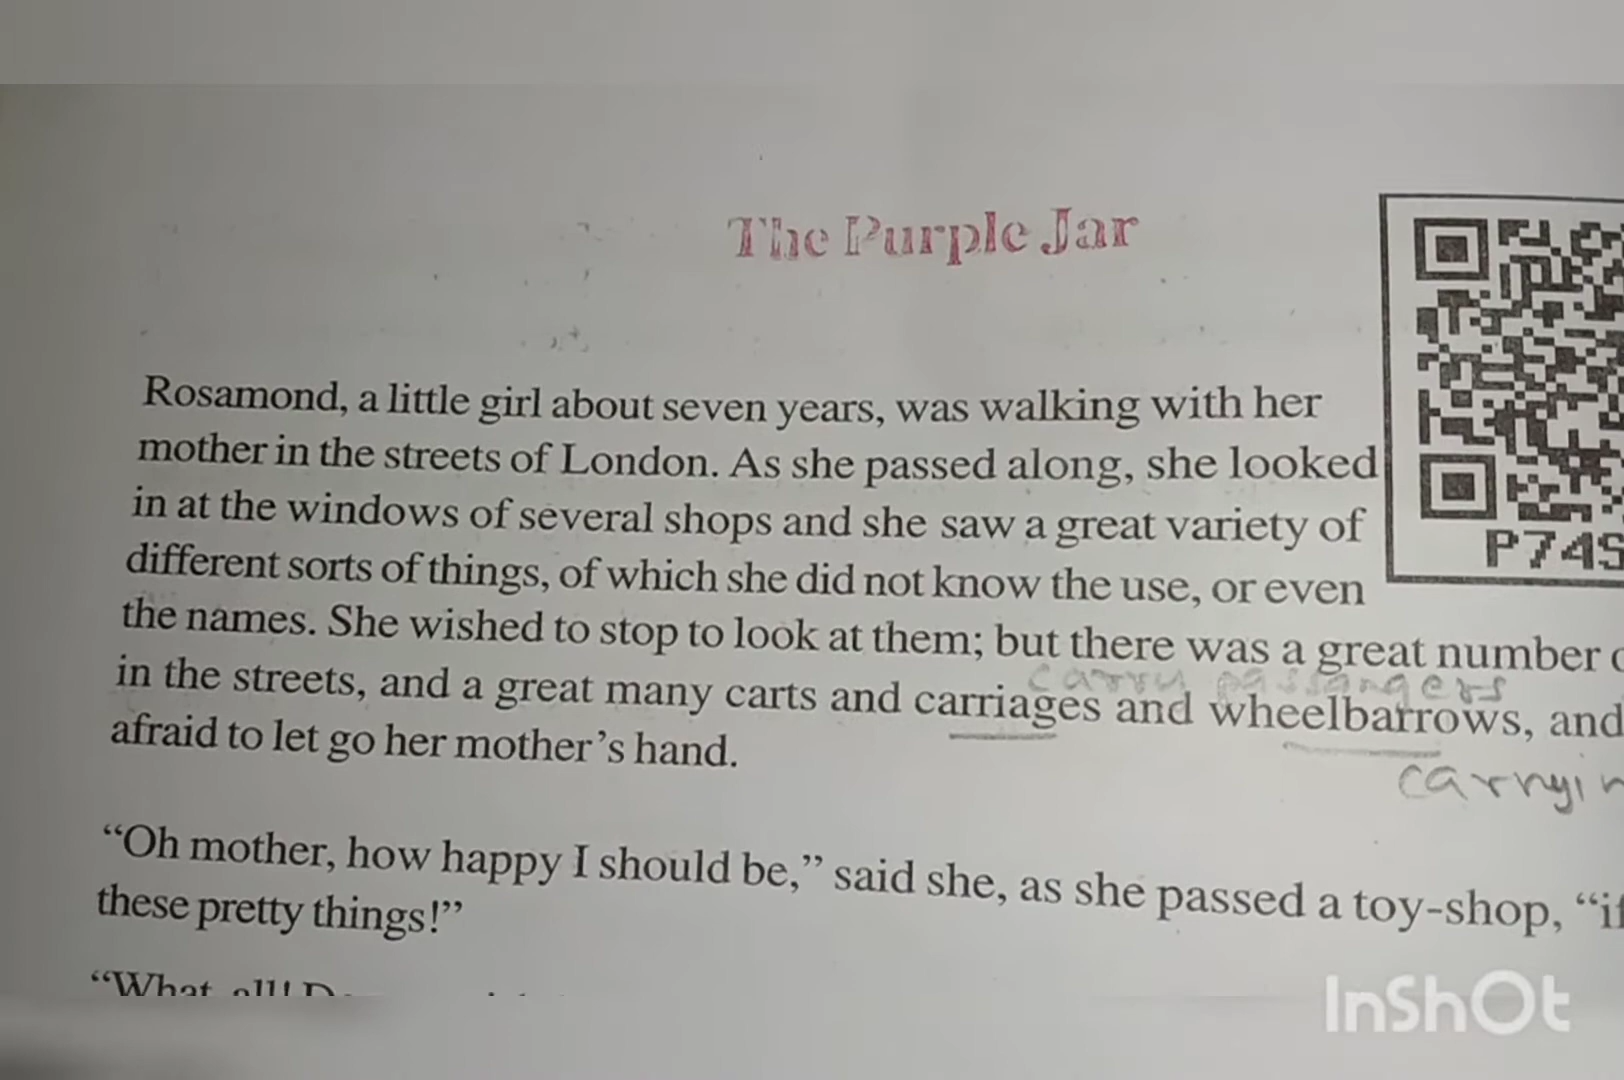 The Purple Jar
Rosamond, a little girl about seven years, was walking with her
mother in the streets of London. As she passed along, she looked
in at the windows of several shops and she saw a great variety of
different sorts of things, of which she did not know the use, or even
P74S
the names. She wished to stop to look at them; but there was a great number
carry passangers
in the streets, and a great many carts and carriages and wheelbarrows, and
afraid to let go her mother's hand.
carryin
“Oh mother, how happy I should be,” said she, as she passed a toy-shop, “if
these pretty things!”
“What all!
InShOt